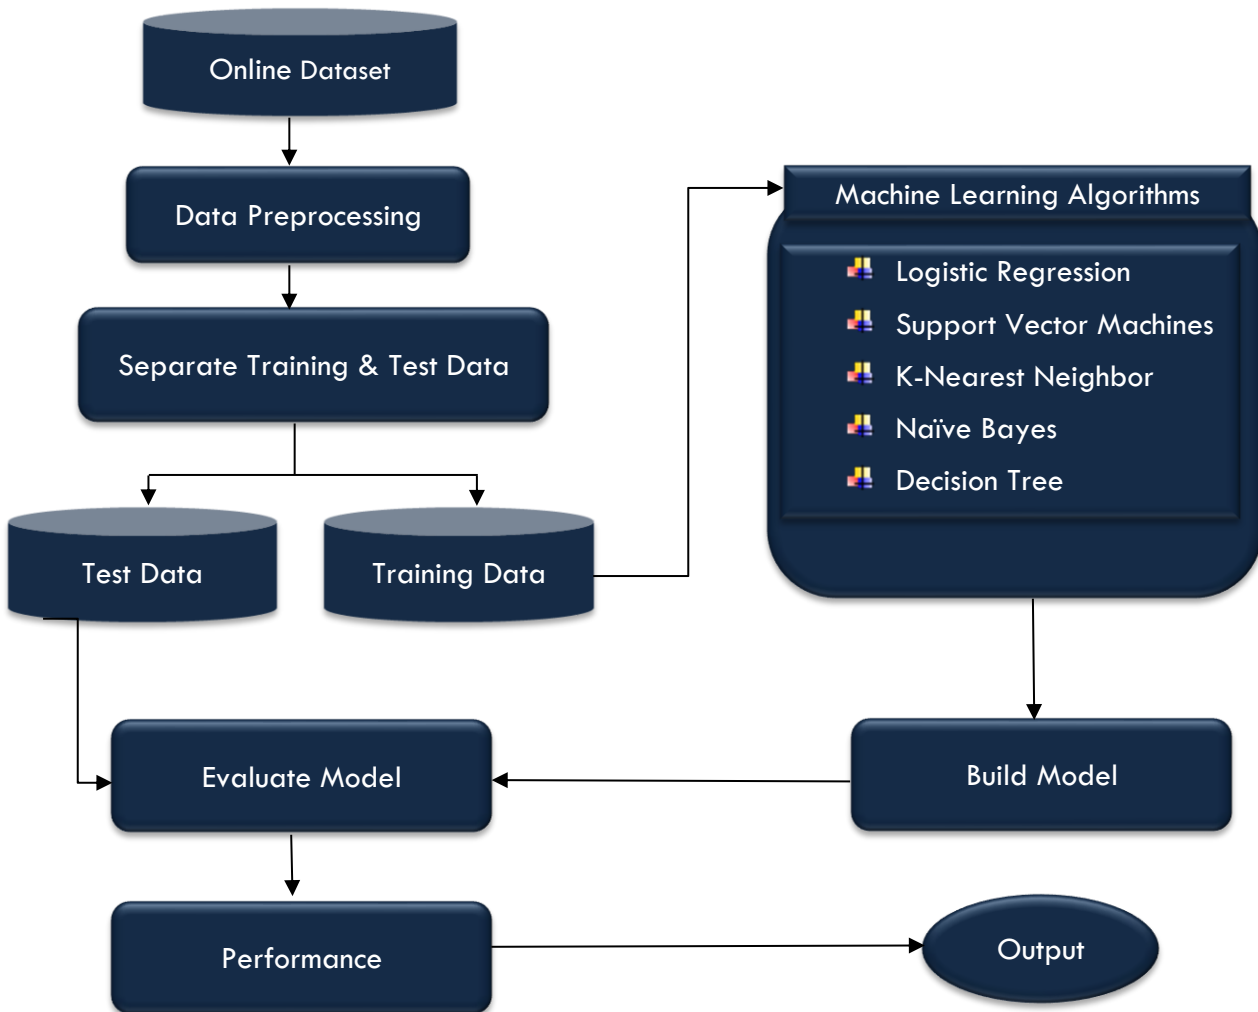 Online Dataset
Data Preprocessing
Separate Training & Test Data
Test Data
Training Data
Machine Learning Algorithms
Logistic Regression
Support Vector Machines
K-Nearest Neighbor
Naïve Bayes
Decision Tree
Evaluate Model
Build Model
Performance
Output